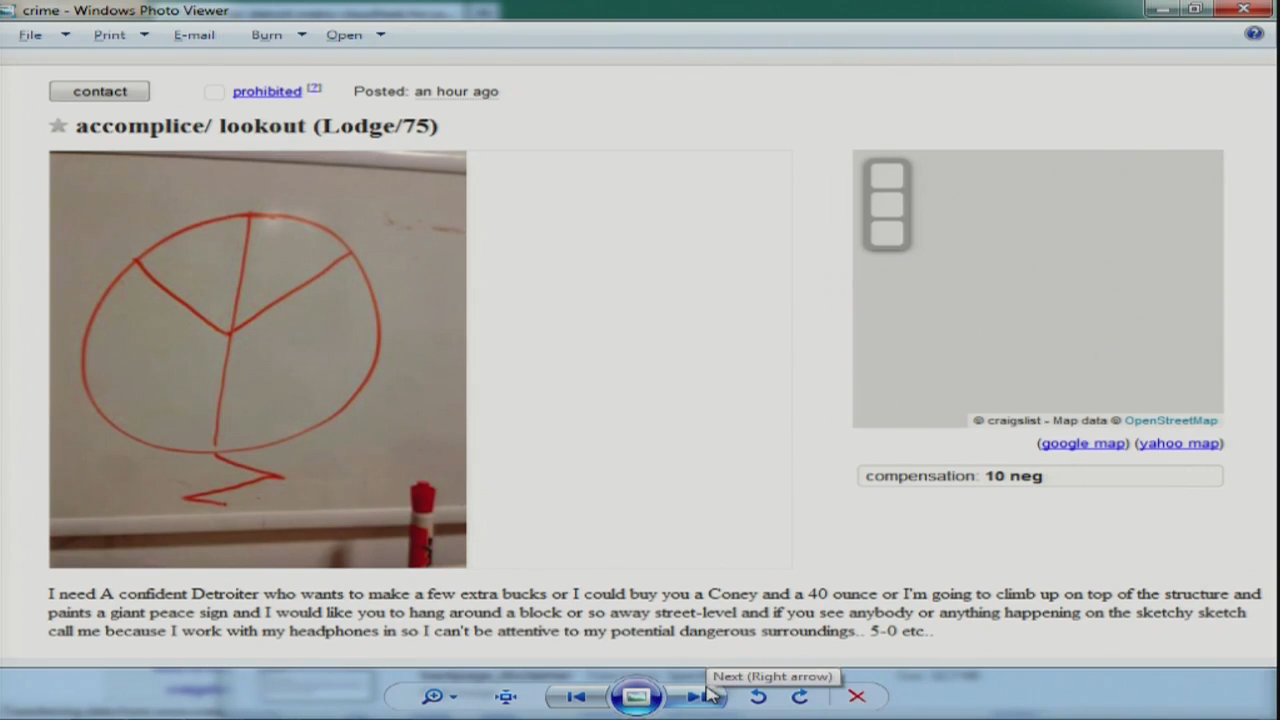 crime - Windows Photo Viewer
File Print E-mail Burn Open
contact prohibited [?] Posted: an hour ago
accomplice/ lookout (Lodge/75)
© craigslist - Map data © OpenStreetMap
(google map) (yahoo map)
compensation: 10 neg
I need A confident Detroiter who wants to make a few extra bucks or I could buy you a Coney and a 40 ounce or I'm going to climb up on top of the structure and
paints a giant peace sign and I would like you to hang around a block or so away street-level and if you see anybody or anything happening on the sketchy sketch
call me because I work with my headphones in so I can't be attentive to my potential dangerous surroundings.. 5-0 etc..
Next (Right arrow)